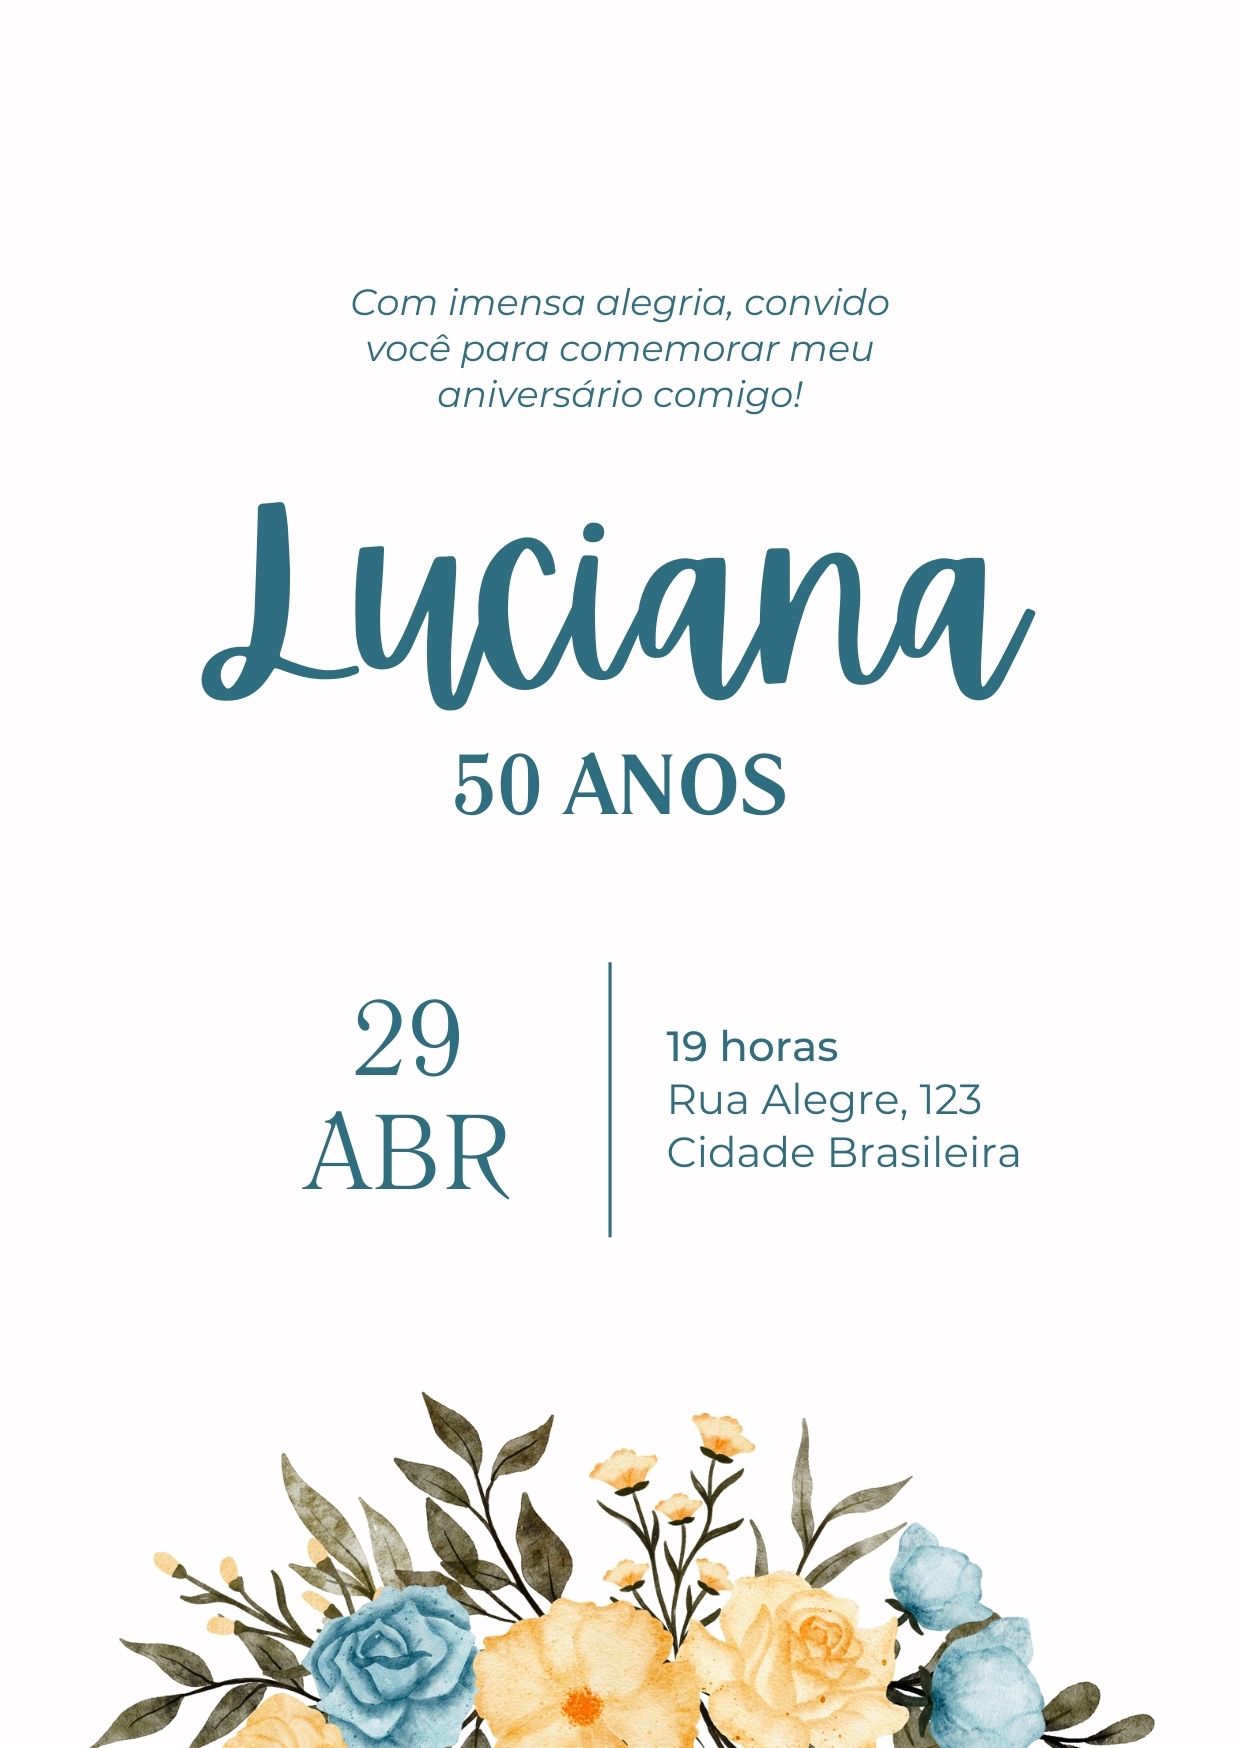 Com imensa alegria, convido
você para comemorar meu
aniversário comigo!
Luciana
50 ANOS
29
ABR
19 horas
Rua Alegre, 123
Cidade Brasileira